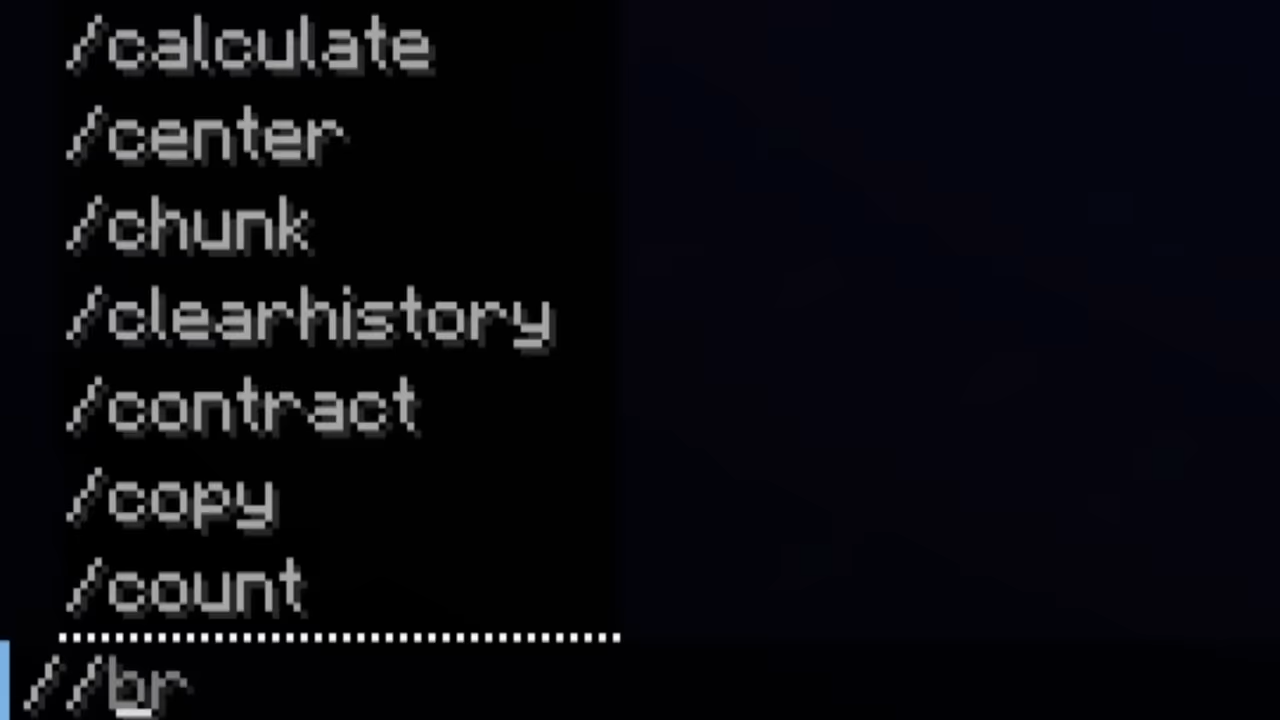 /calculate
/center
/chunk
/clearhistory
/contract
/copy
/count
//br